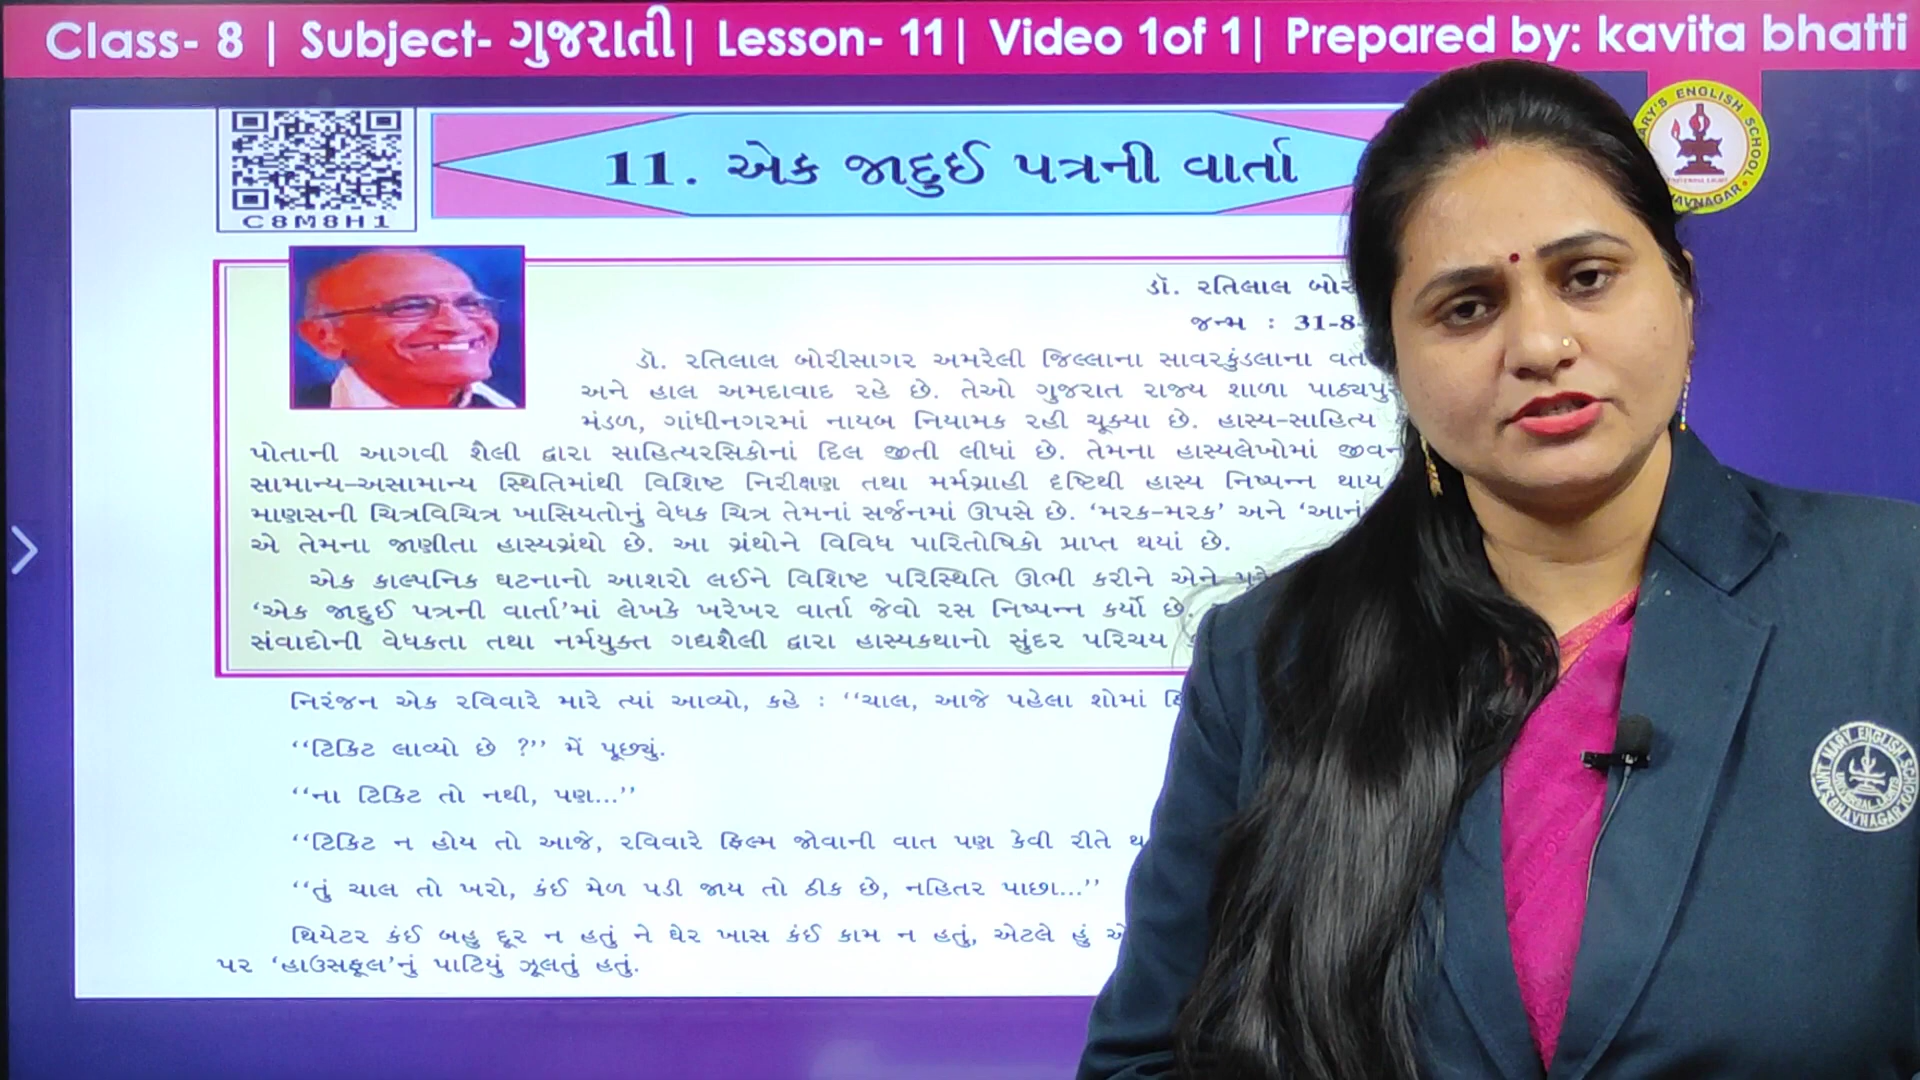 Class- 8 | Subject- ગુજરાતી| Lesson- 11| Video 1of 1| Prepared by: kavita bhatti
11. એક જાદુઈ પત્રની વાર્તા
C8M8H1
ડૉ. રતિલાલ
જન્મ : 31-8-
ડૉ. રતિલાલ બોરીસાગર અમરેલી જિલ્લાના સાવરકુંડલાના
અને હાલ અમદાવાદ રહે છે. તેઓ ગુજરાત રાજ્ય શાળા
મંડળ, ગાંધીનગરમાં નાયબ નિયામક રહી ચૂક્યા છે. હાસ્ય-સાહિત્ય
પોતાની આગવી શૈલી દ્વારા સાહિત્યરસિકોનાં દિલ જીતી લીધાં છે. તેમના હાસ્યલેખોમાં
સામાન્ય-અસામાન્ય સ્થિતિમાંથી વિશિષ્ટ નિરીક્ષણ તથા મર્મગ્રાહી દૃષ્ટિથી હાસ્ય નિષ્પન્ન થાય
માણસની ચિત્રવિચિત્ર ખાસિયતોનું વેધક ચિત્ર તેમનાં સર્જનમાં ઊપસે છે. ‘મરક-મરક’ અને
એ તેમના જાણીતા હાસ્યગ્રંથો છે. આ ગ્રંથોને વિવિધ પારિતોષિકો પ્રાપ્ત થયાં છે.
એક કાલ્પનિક ઘટનાનો આશરો લઈને વિશિષ્ટ પરિસ્થિતિ ઊભી કરીને એને
‘એક જાદુઈ પત્રની વાર્તા’માં લેખકે ખરેખર વાર્તા જેવો રસ નિષ્પન્ન કર્યો છે.
સંવાદોની વેધકતા તથા નર્મયુક્ત ગદ્યશૈલી દ્વારા હાસ્યકથાનો સુંદર પરિચય
નિરંજન એક રવિવારે મારે ત્યાં આવ્યો, કહે : ‘‘ચાલ, આજે પહેલા શોમાં
‘‘ટિકિટ લાવ્યો છે ?’’ મેં પૂછ્યું.
‘‘ના ટિકિટ તો નથી, પણ...’’
‘‘ટિકિટ ન હોય તો આજે, રવિવારે ફિલ્મ જોવાની વાત પણ કેવી રીતે
‘‘તું ચાલ તો ખરો, કંઈ મેળ પડી જાય તો ઠીક છે, નહિતર પાછા...’’
થિયેટર કંઈ બહુ દૂર ન હતું ને ઘેર ખાસ કંઈ કામ ન હતું, એટલે હું
પર ‘હાઉસફૂલ’નું પાટિયું ઝૂલતું હતું.